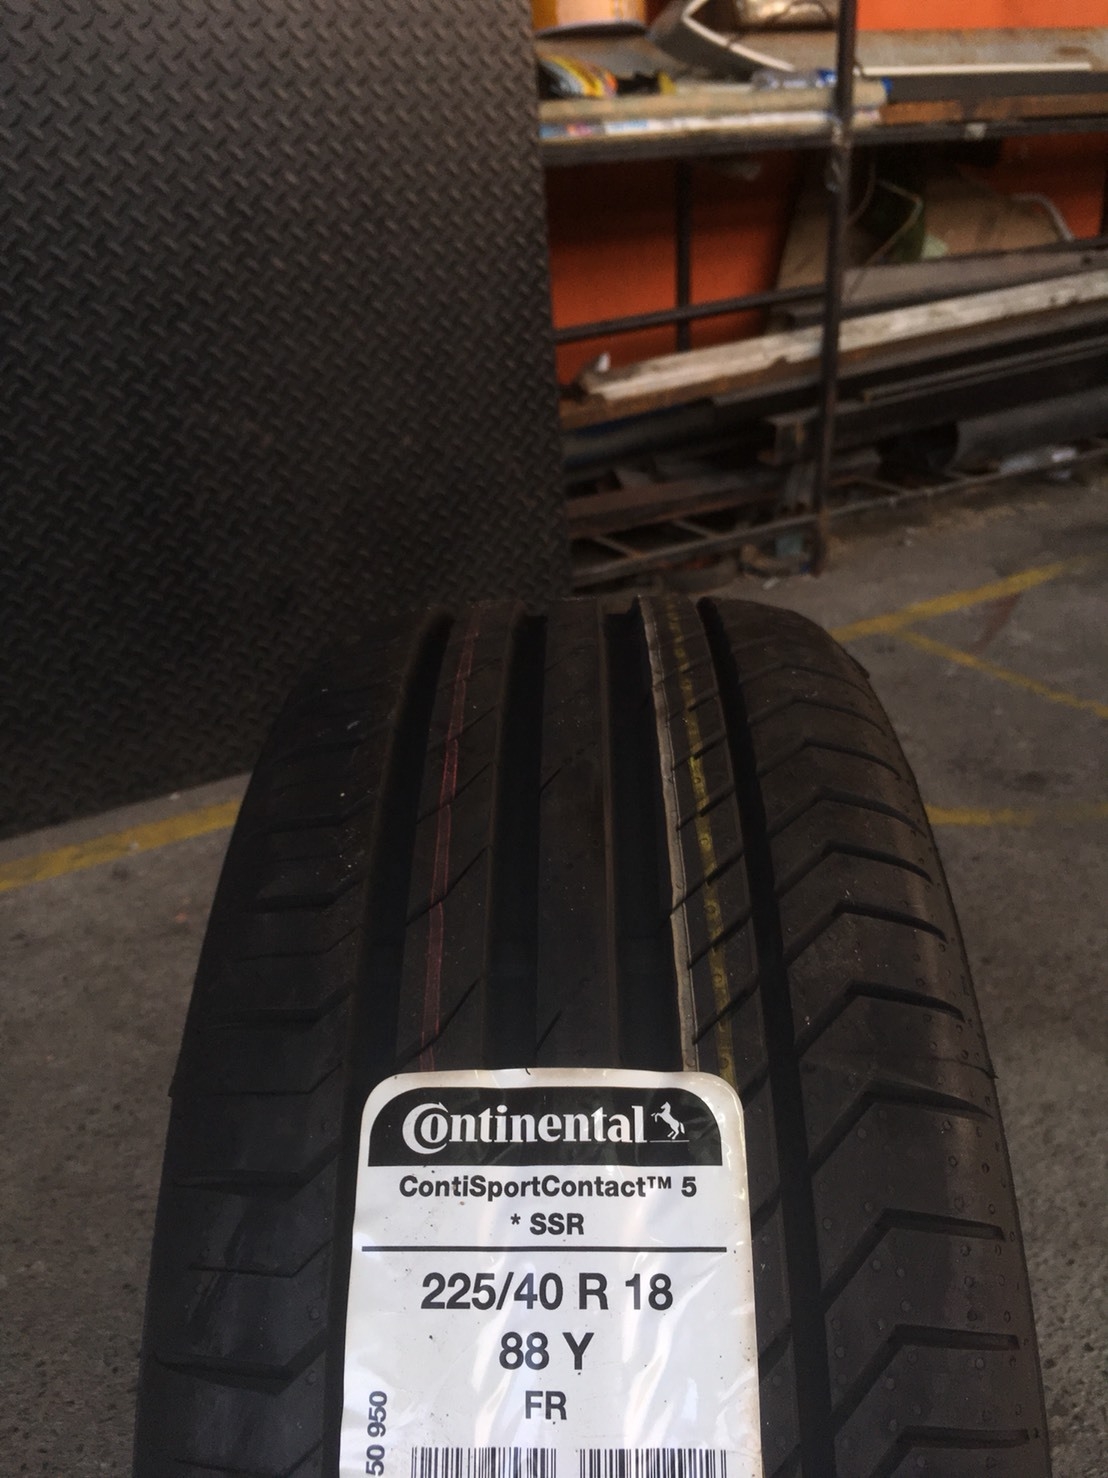 Continental
ContiSportContact™ 5
* SSR
225/40 R 18
88 Y
FR
50 950